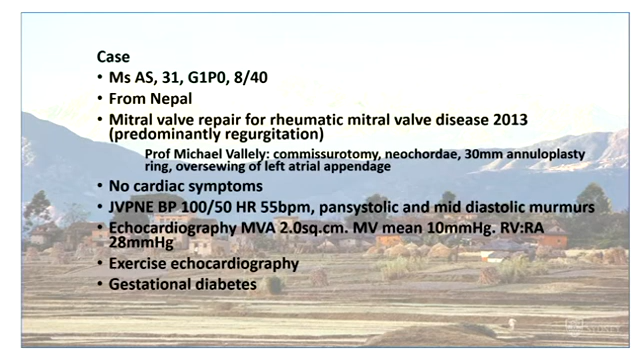 Case
• Ms AS, 31, G1P0, 8/40
• From Nepal
• Mitral valve repair for rheumatic mitral valve disease 2013
(predominantly regurgitation)
Prof Michael Vallely: commissurotomy, neochordae, 30mm annuloplasty
ring, oversewing of left atrial appendage
• No cardiac symptoms
• JVPNE BP 100/50 HR 55bpm, pansystolic and mid diastolic murmurs
• Echocardiography MVA 2.0sq.cm. MV mean 10mmHg. RV:RA
28mmHg
• Exercise echocardiography
• Gestational diabetes
SYDNEY